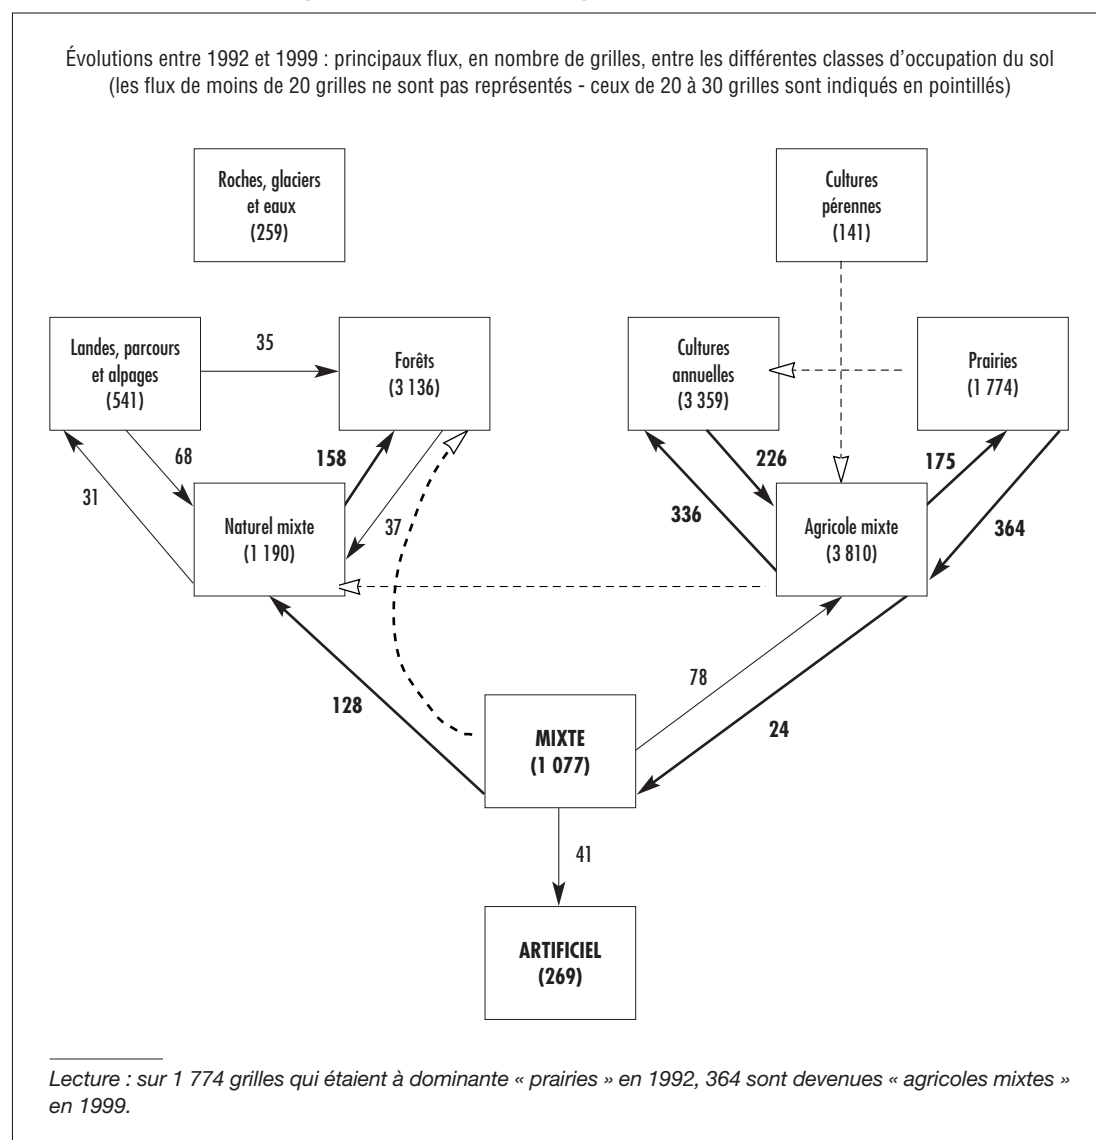 Évolutions entre 1992 et 1999 : principaux flux, en nombre de grilles, entre les différentes classes d'occupation du sol
(les flux de moins de 20 grilles ne sont pas représentés - ceux de 20 à 30 grilles sont indiqués en pointillés)
Roches, glaciers
et eaux
(259)
Cultures
pérennes
(141)
Landes, parcours
et alpages
(541)
35
Forêts
(3 136)
Cultures
annuelles
(3 359)
Prairies
(1 774)
68
158
31
37
226
175
336
364
Naturel mixte
(1 190)
Agricole mixte
(3 810)
128
78
24
MIXTE
(1 077)
41
ARTIFICIEL
(269)
Lecture : sur 1 774 grilles qui étaient à dominante « prairies » en 1992, 364 sont devenues « agricoles mixtes »
en 1999.